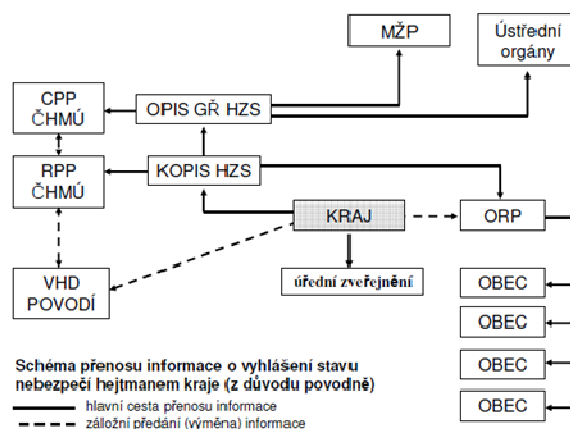 MŽP
Ústřední
orgány
CPP
ČHMÚ
OPIS GŘ HZS
RPP
ČHMÚ
KOPIS HZS
KRAJ
ORP
VHD
POVODÍ
úřední zveřejnění
OBEC
OBEC
OBEC
OBEC
Schéma přenosu informace o vyhlášení stavu
nebezpečí hejtmanem kraje (z důvodu povodně)
hlavní cesta přenosu informace
záložní předání (výměna) informace